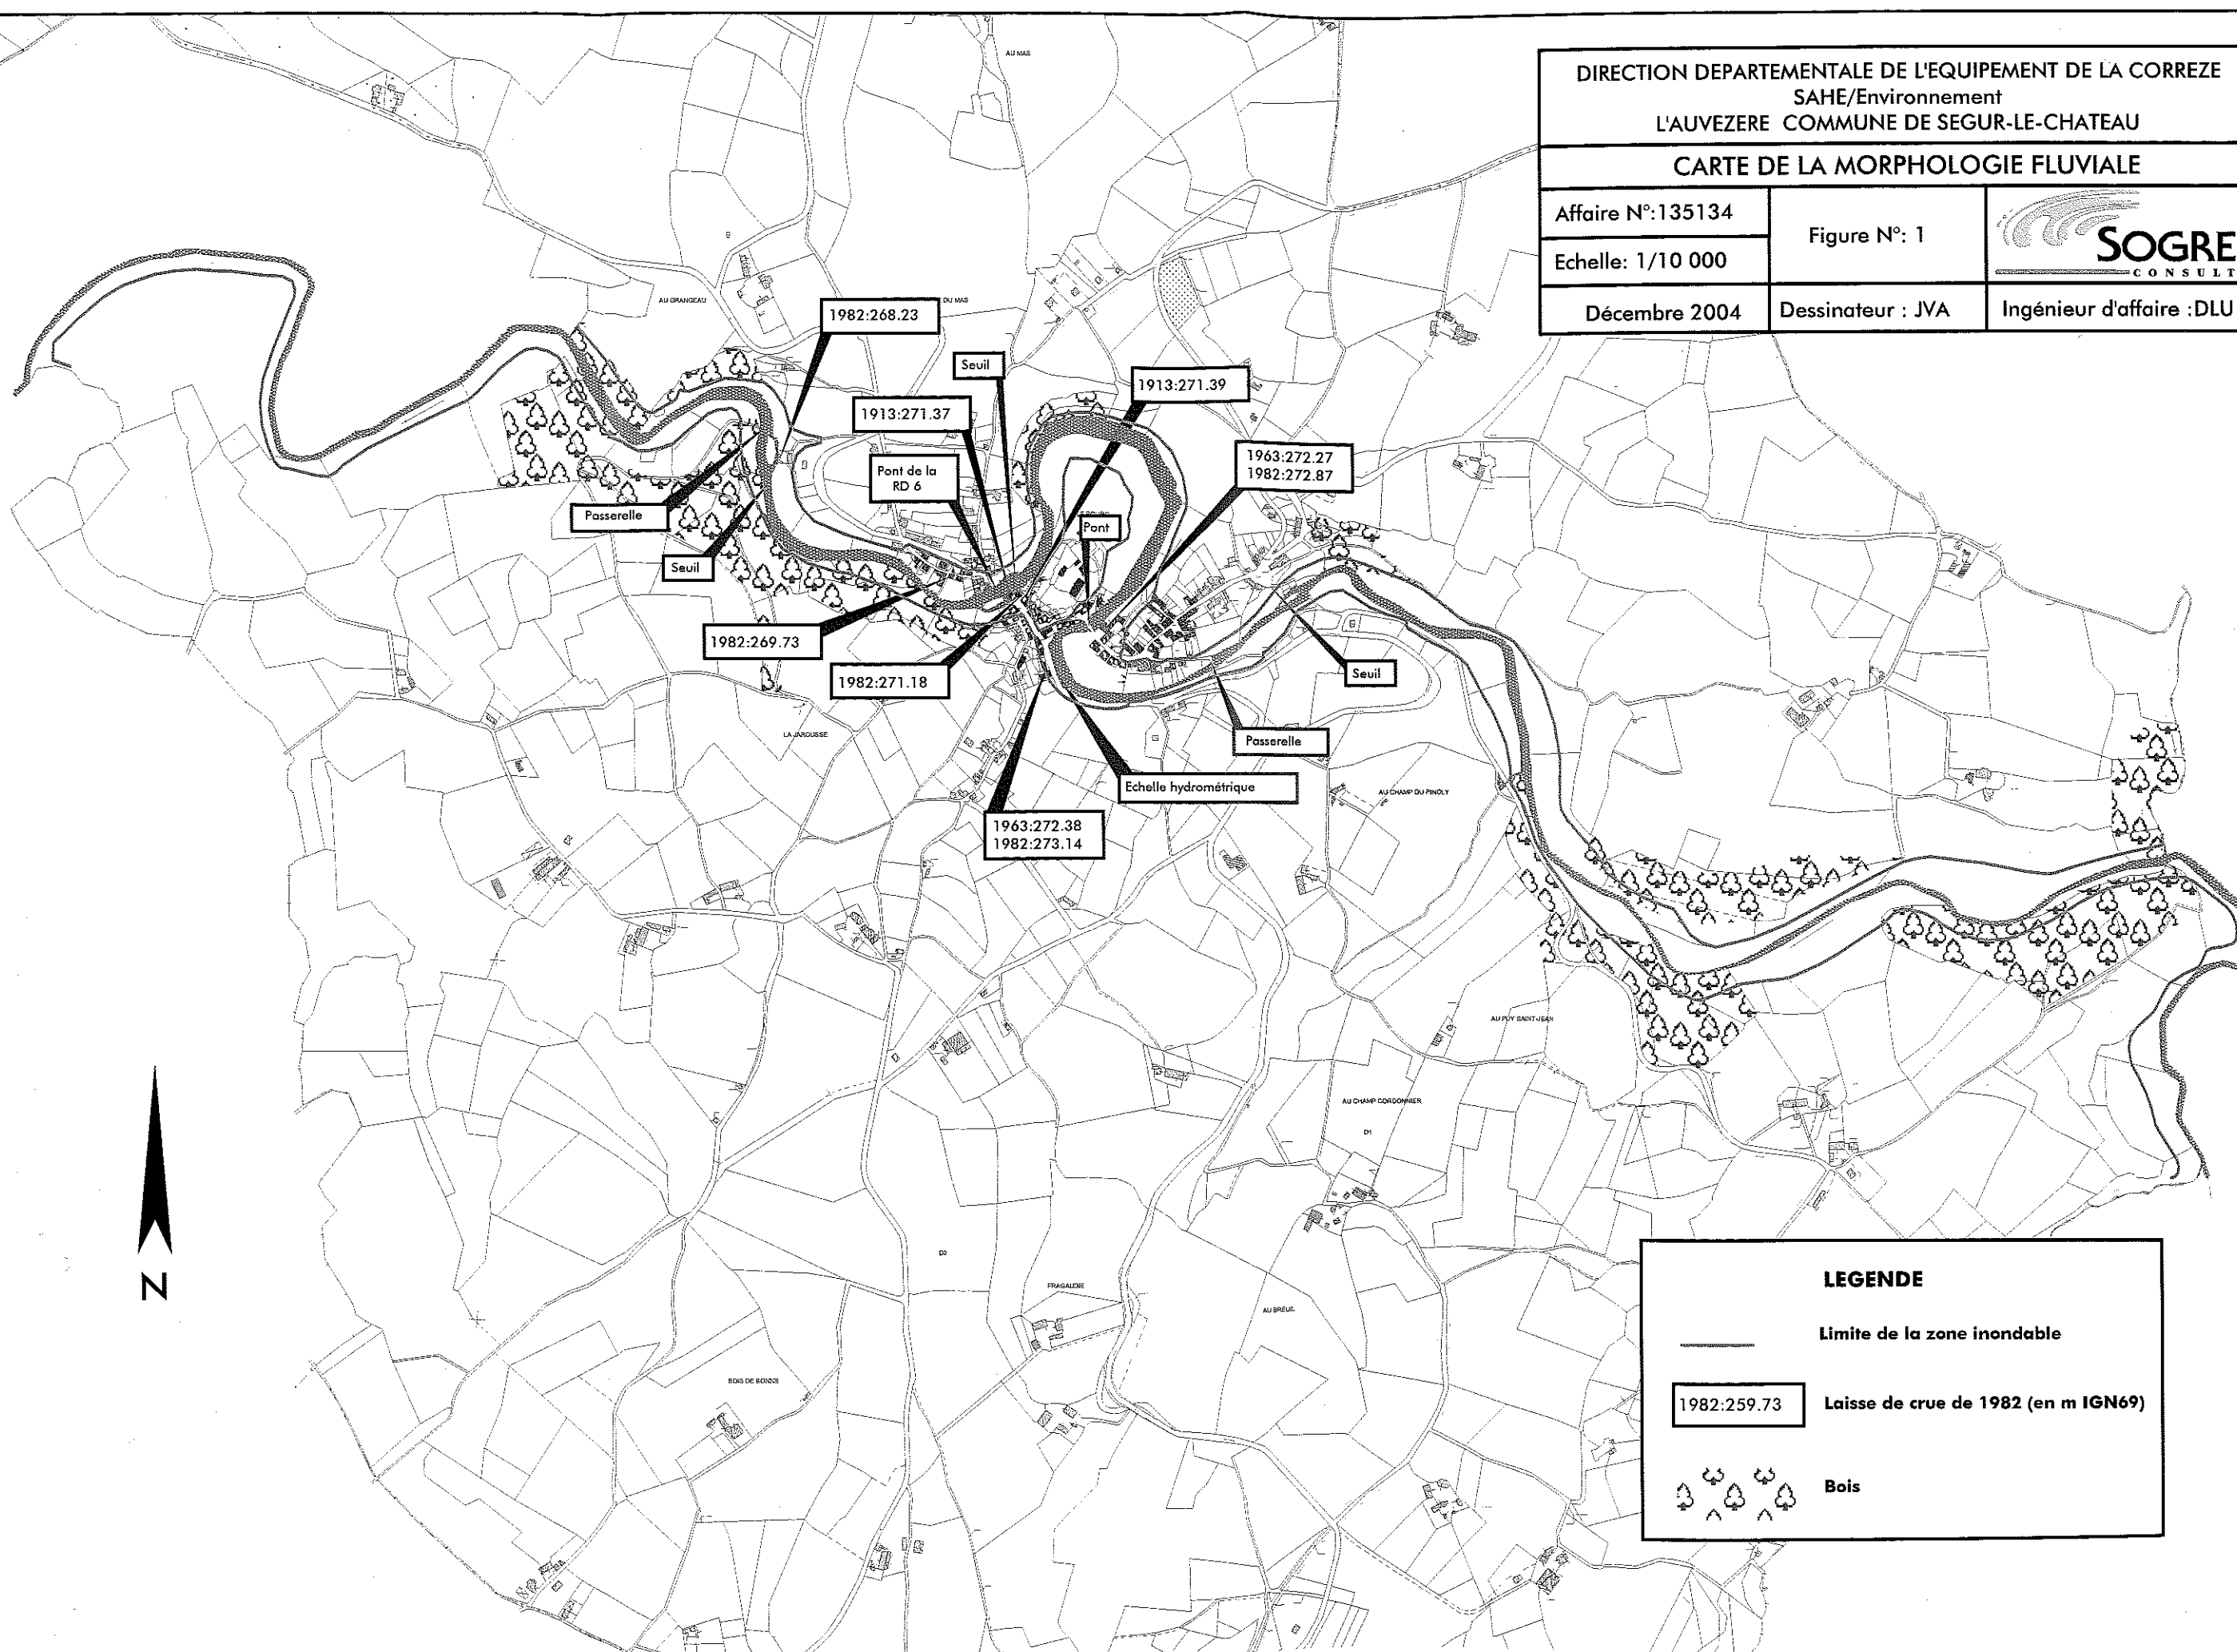 DIRECTION DEPARTEMENTALE DE L'EQUIPEMENT DE LA CORREZE
SAHE/Environnement
L'AUVEZERE COMMUNE DE SEGUR-LE-CHATEAU
CARTE DE LA MORPHOLOGIE FLUVIALE
Affaire N°:135134
Echelle: 1/10 000
Figure N°: 1
SOGRE
CONSULT
Décembre 2004
Dessinateur : JVA
Ingénieur d'affaire :DLU
AU MAS
AU GRANGEAU
DU MAS
1982:268.23
Seuil
1913:271.39
1913:271.37
Pont de la
RD 6
1963:272.27
1982:272.87
Passerelle
Pont
Seuil
1982:269.73
1982:271.18
Seuil
LA JAROUSSE
Passerelle
Echelle hydrométrique
AU CHAMP DU PINOLY
1963:272.38
1982:273.14
AU PUY SAINT-JEAN
AU CHAMP CORDONNIER
D1
D2
FRAGAUDIE
AU BREUIL
N
LEGENDE
Limite de la zone inondable
1982:259.73
Laisse de crue de 1982 (en m IGN69)
Bois